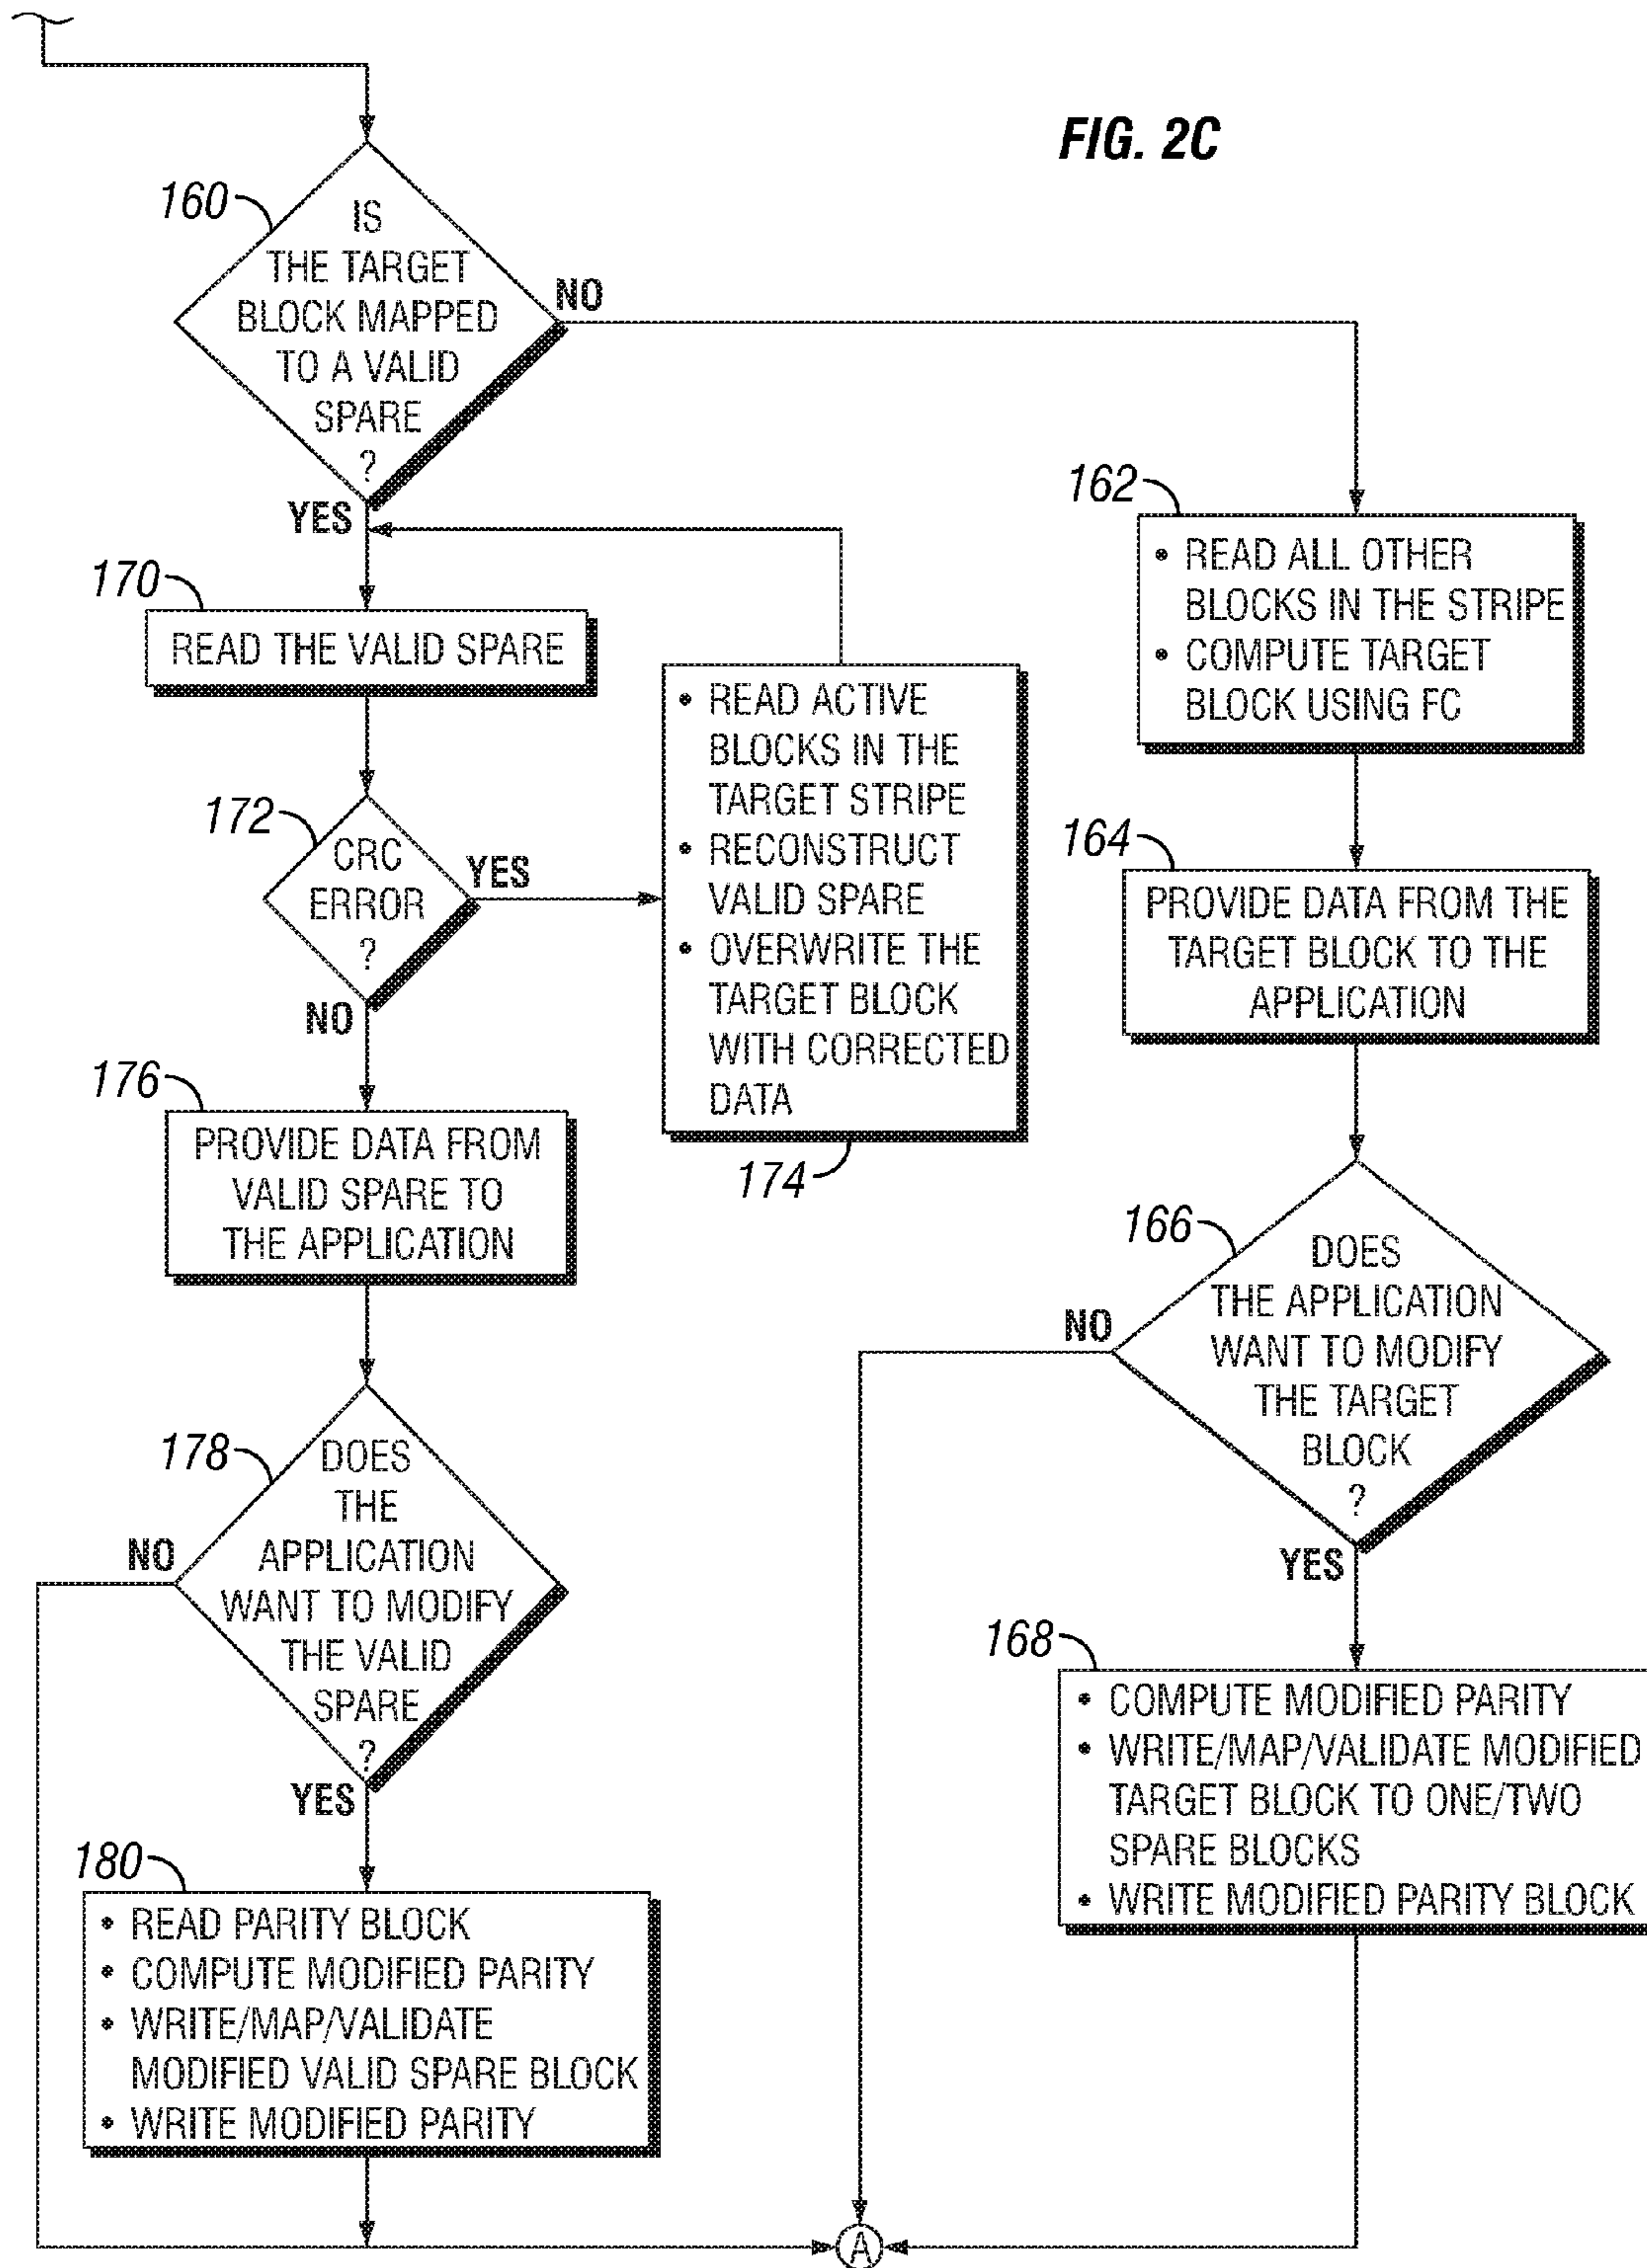 FIG. 2C
160
IS
THE TARGET
BLOCK MAPPED
TO A VALID
SPARE
?
NO
YES
162
• READ ALL OTHER
BLOCKS IN THE STRIPE
• COMPUTE TARGET
BLOCK USING FC
170
READ THE VALID SPARE
• READ ACTIVE
BLOCKS IN THE
TARGET STRIPE
• RECONSTRUCT
VALID SPARE
• OVERWRITE THE
TARGET BLOCK
WITH CORRECTED
DATA
174
172
CRC
ERROR
?
YES
NO
164
PROVIDE DATA FROM THE
TARGET BLOCK TO THE
APPLICATION
176
PROVIDE DATA FROM
VALID SPARE TO
THE APPLICATION
166
DOES
THE APPLICATION
WANT TO MODIFY
THE TARGET
BLOCK
?
NO
YES
178
DOES
THE
APPLICATION
WANT TO MODIFY
THE VALID
SPARE
?
NO
YES
168
• COMPUTE MODIFIED PARITY
• WRITE/MAP/VALIDATE MODIFIED
TARGET BLOCK TO ONE/TWO
SPARE BLOCKS
• WRITE MODIFIED PARITY BLOCK
180
• READ PARITY BLOCK
• COMPUTE MODIFIED PARITY
• WRITE/MAP/VALIDATE
MODIFIED VALID SPARE BLOCK
• WRITE MODIFIED PARITY
A